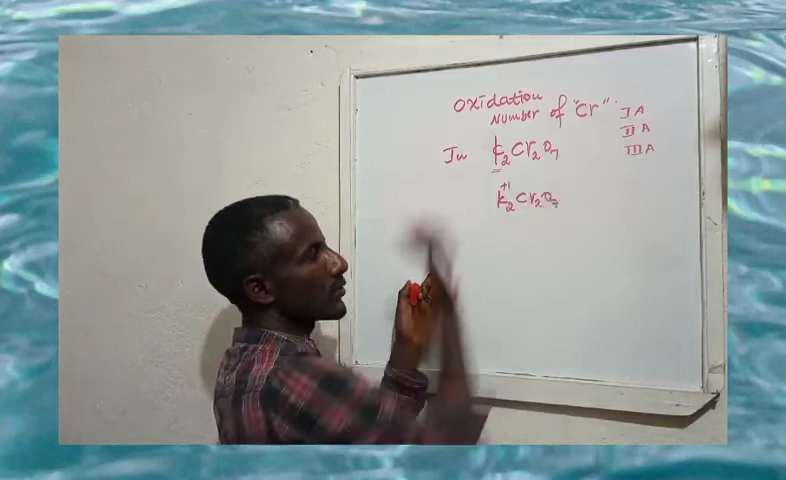 Oxidation
Number of "Cr"
IA
IIA
IIIA
In K₂Cr₂O₇
+1
K₂Cr₂O₇